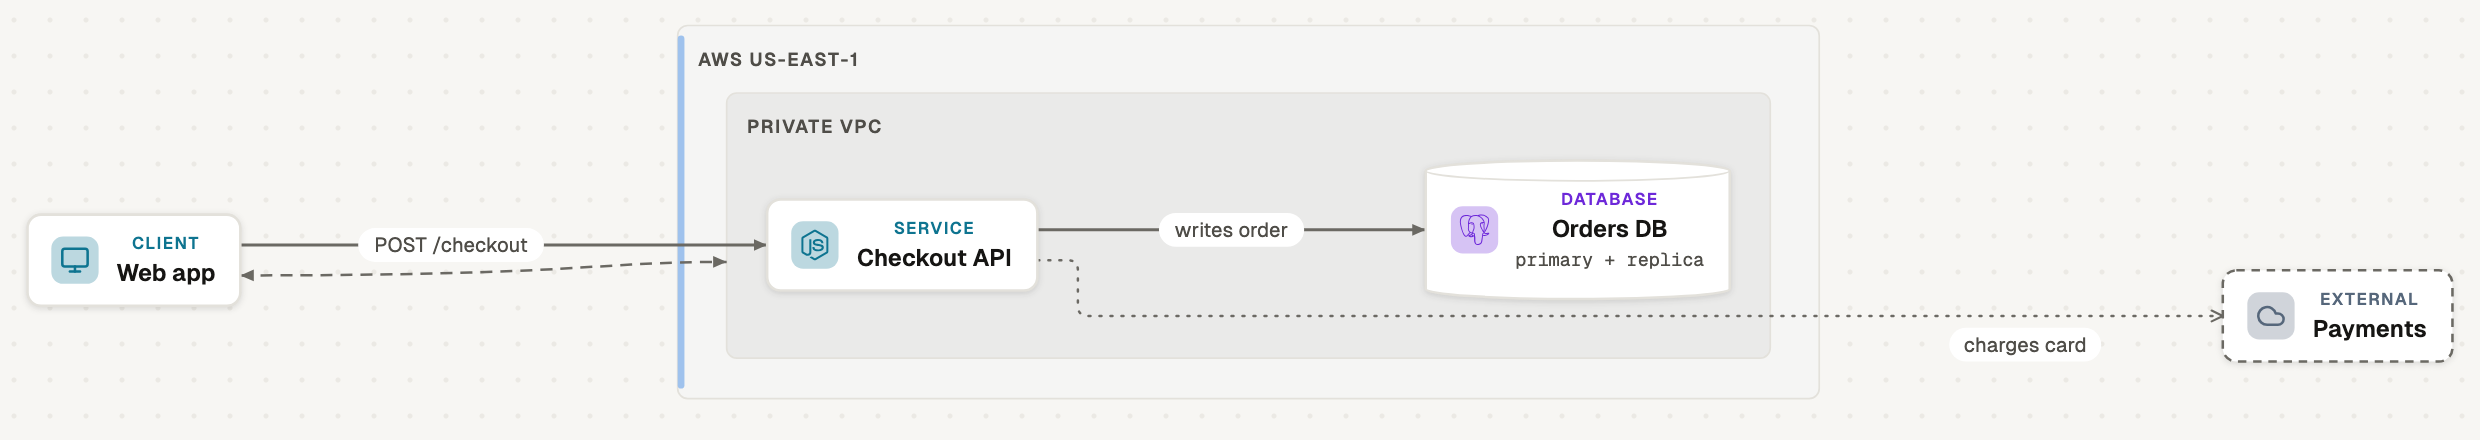 AWS US-EAST-1
PRIVATE VPC
CLIENT
Web app
POST /checkout
SERVICE
Checkout API
JS
writes order
DATABASE
Orders DB
primary + replica
charges card
EXTERNAL
Payments